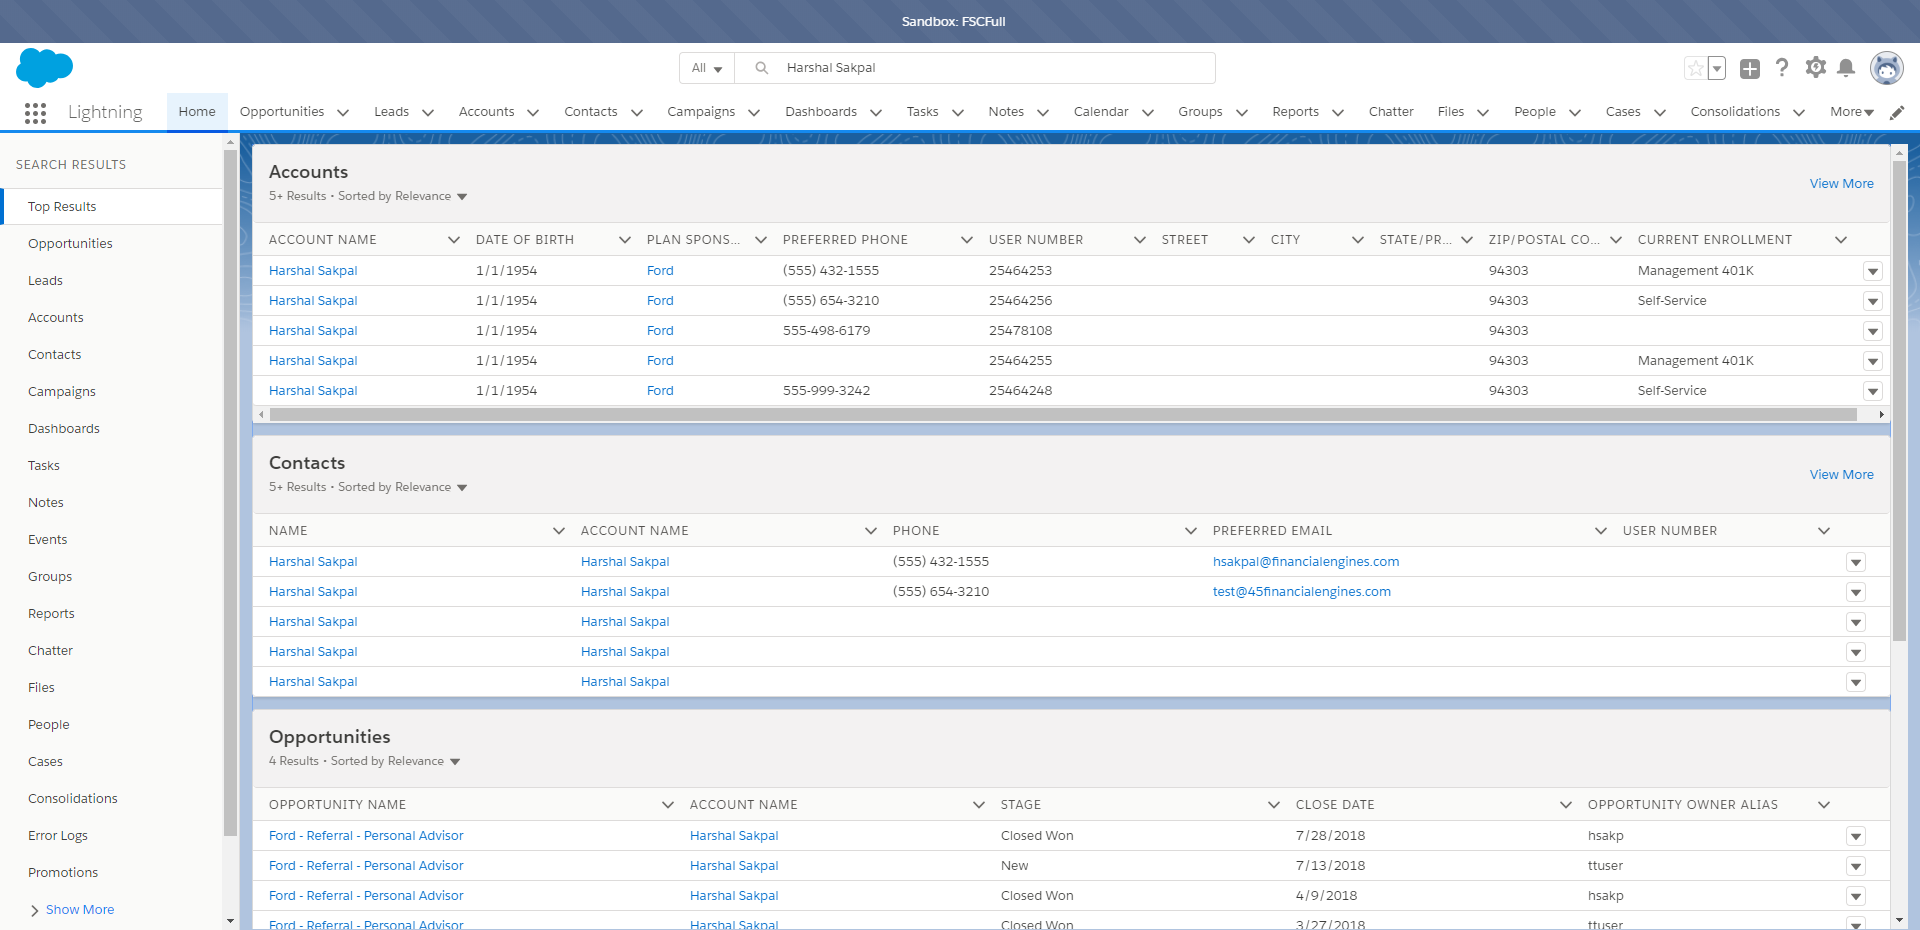 Sandbox: FSCFull
All
Harshal Sakpal
Lightning
Home Opportunities Leads Accounts Contacts Campaigns Dashboards Tasks Notes Calendar Groups Reports Chatter Files People Cases Consolidations More
SEARCH RESULTS
Top Results
Opportunities
Leads
Accounts
Contacts
Campaigns
Dashboards
Tasks
Notes
Events
Groups
Reports
Chatter
Files
People
Cases
Consolidations
Error Logs
Promotions
Show More
Accounts
5+ Results • Sorted by Relevance
View More
ACCOUNT NAME DATE OF BIRTH PLAN SPONS... PREFERRED PHONE USER NUMBER STREET CITY STATE/PR... ZIP/POSTAL CO... CURRENT ENROLLMENT
Harshal Sakpal 1/1/1954 Ford (555) 432-1555 25464253 94303 Management 401K
Harshal Sakpal 1/1/1954 Ford (555) 654-3210 25464256 94303 Self-Service
Harshal Sakpal 1/1/1954 Ford 555-498-6179 25478108 94303
Harshal Sakpal 1/1/1954 Ford 25464255 94303 Management 401K
Harshal Sakpal 1/1/1954 Ford 555-999-3242 25464248 94303 Self-Service
Contacts
5+ Results • Sorted by Relevance
View More
NAME ACCOUNT NAME PHONE PREFERRED EMAIL USER NUMBER
Harshal Sakpal Harshal Sakpal (555) 432-1555 hsakpal@financialengines.com
Harshal Sakpal Harshal Sakpal (555) 654-3210 test@45financialengines.com
Harshal Sakpal Harshal Sakpal
Harshal Sakpal Harshal Sakpal
Harshal Sakpal Harshal Sakpal
Opportunities
4 Results • Sorted by Relevance
OPPORTUNITY NAME ACCOUNT NAME STAGE CLOSE DATE OPPORTUNITY OWNER ALIAS
Ford - Referral - Personal Advisor Harshal Sakpal Closed Won 7/28/2018 hsakp
Ford - Referral - Personal Advisor Harshal Sakpal New 7/13/2018 ttuser
Ford - Referral - Personal Advisor Harshal Sakpal Closed Won 4/9/2018 hsakp
Ford - Referral - Personal Advisor Harshal Sakpal Closed Won 3/27/2018 ttuser